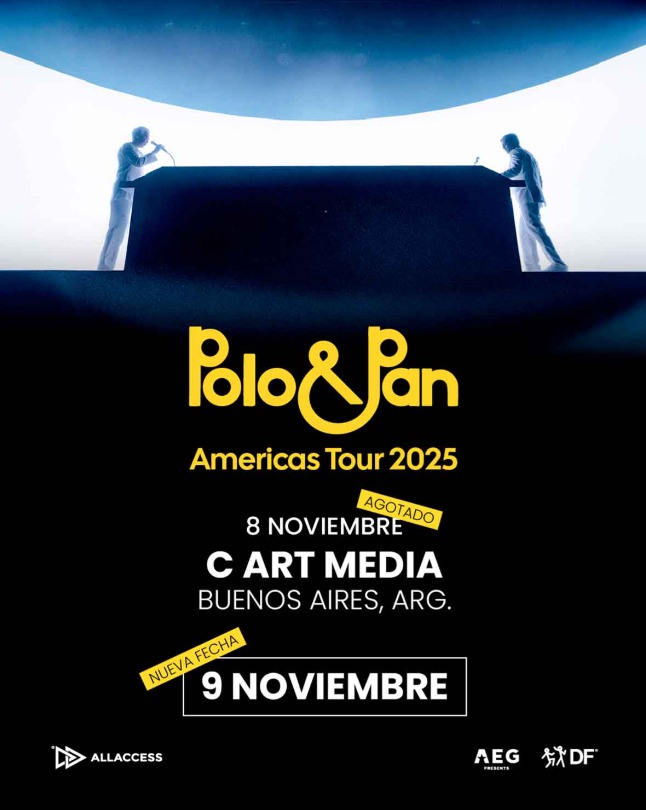 Polo&Pan
Americas Tour 2025
AGOTADO
8 NOVIEMBRE
C ART MEDIA
BUENOS AIRES, ARG.
NUEVA FECHA
9 NOVIEMBRE
ALLACCESS
AEG
PRESENTS
DF